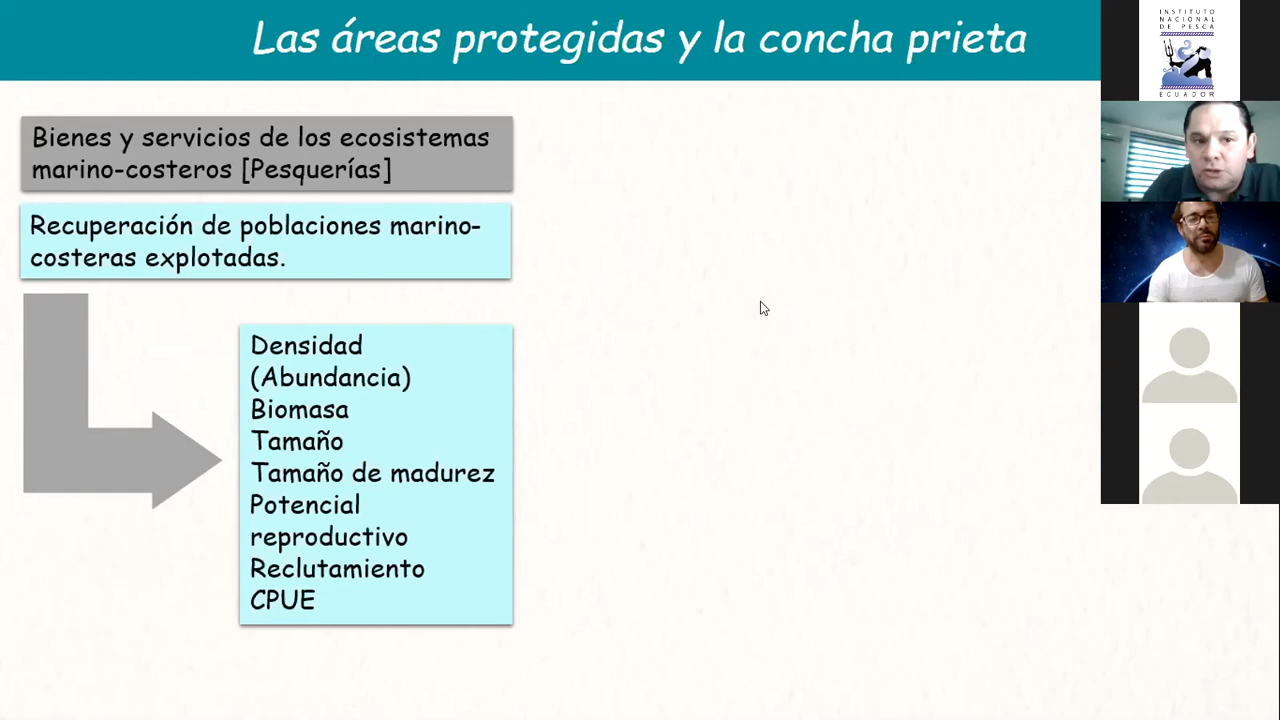 Las áreas protegidas y la concha prieta
Bienes y servicios de los ecosistemas
marino-costeros [Pesquerías]
Recuperación de poblaciones marino-
costeras explotadas.
Densidad
(Abundancia)
Biomasa
Tamaño
Tamaño de madurez
Potencial
reproductivo
Reclutamiento
CPUE
INSTITUTO
NACIONAL
DE PESCA
ECUADOR